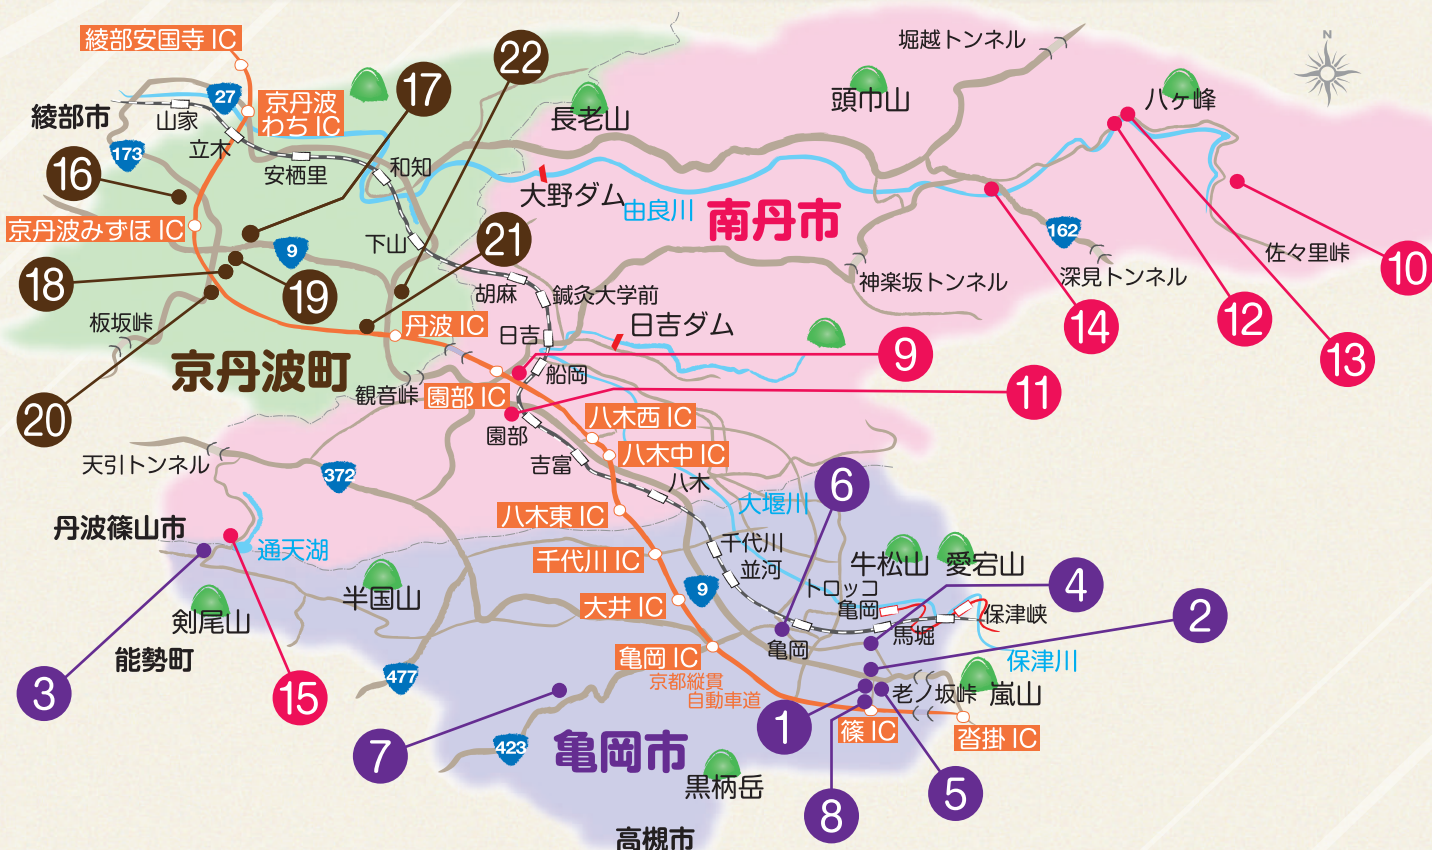 綾部安国寺 IC
22
堀越トンネル
N
17
27
京丹波
わち IC
綾部市
山家
長老山
頭巾山
八ヶ峰
173
立木
安栖里
和知
16
大野ダム
由良川
南丹市
京丹波みずほ IC
9
下山
21
162
佐々里峠
10
18
19
胡麻
鍼灸大学前
神楽坂トンネル
深見トンネル
板坂峠
丹波 IC
日吉
日吉ダム
14
12
13
京丹波町
9
観音峠
園部 IC
船岡
11
20
園部
八木西 IC
八木中 IC
天引トンネル
吉富
372
八木
6
大堰川
八木東 IC
丹波篠山市
通天湖
千代川
千代川 IC
並河
牛松山
愛宕山
9
トロッコ
亀岡
4
半国山
大井 IC
保津峡
2
剣尾山
馬堀
亀岡
能勢町
亀岡 IC
保津川
477
京都縦貫
自動車道
3
15
老ノ坂峠
嵐山
1
篠 IC
沓掛 IC
7
423
亀岡市
黒柄岳
5
8
高槻市